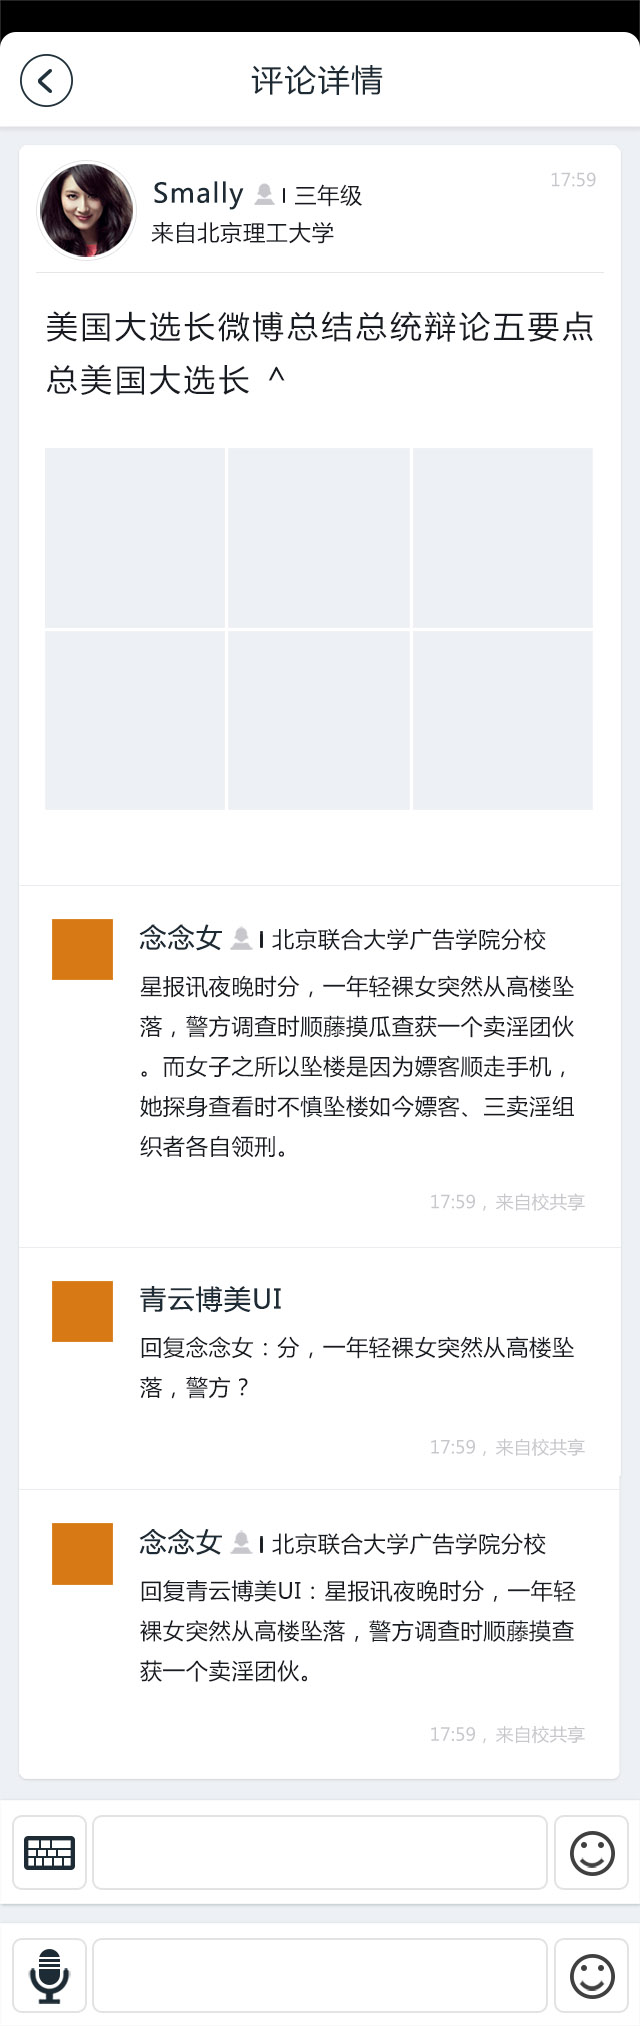 评论详情
Smally I 三年级
17:59
来自北京理工大学
美国大选长微博总结总统辩论五要点
总美国大选长 ^
念念女 I 北京联合大学广告学院分校
星报讯夜晚时分，一年轻裸女突然从高楼坠
落，警方调查时顺藤摸瓜查获一个卖淫团伙
。而女子之所以坠楼是因为嫖客顺走手机，
她探身查看时不慎坠楼如今嫖客、三卖淫组
织者各自领刑。
17:59，来自校共享
青云博美UI
回复念念女：分，一年轻裸女突然从高楼坠
落，警方？
17:59，来自校共享
念念女 I 北京联合大学广告学院分校
回复青云博美UI：星报讯夜晚时分，一年轻
裸女突然从高楼坠落，警方调查时顺藤摸查
获一个卖淫团伙。
17:59，来自校共享